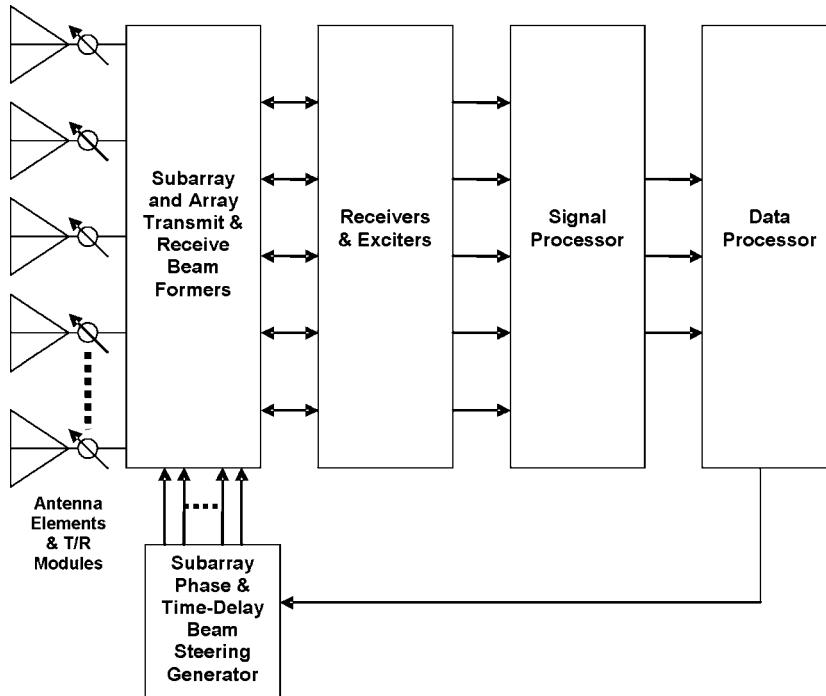 Subarray
and Array
Transmit &
Receive
Beam
Formers
Receivers
& Exciters
Signal
Processor
Data
Processor
Antenna
Elements
& T/R
Modules
Subarray
Phase &
Time-Delay
Beam
Steering
Generator